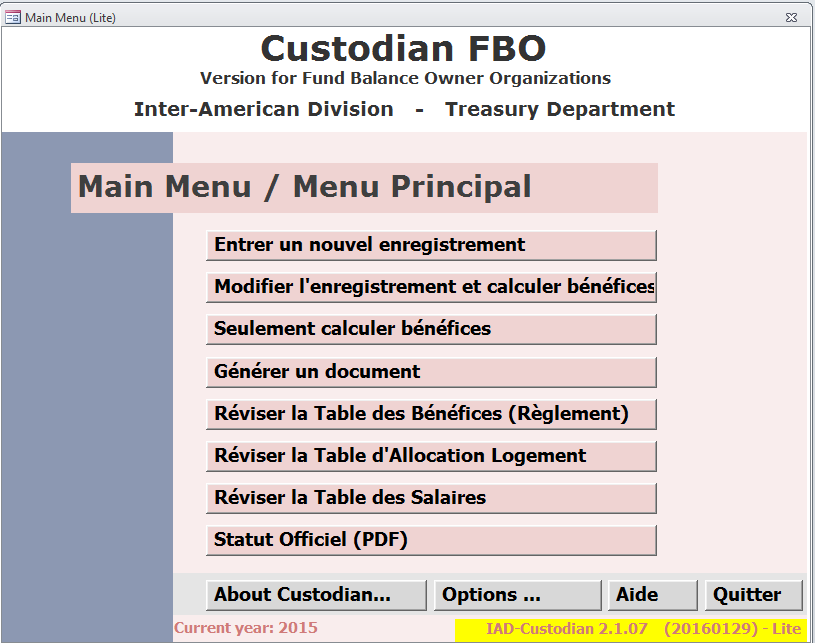 Main Menu (Lite)
Custodian FBO
Version for Fund Balance Owner Organizations
Inter-American Division - Treasury Department
Main Menu / Menu Principal
Entrer un nouvel enregistrement
Modifier l'enregistrement et calculer bénéfices
Seulement calculer bénéfices
Générer un document
Réviser la Table des Bénéfices (Règlement)
Réviser la Table d'Allocation Logement
Réviser la Table des Salaires
Statut Officiel (PDF)
About Custodian... Options ... Aide Quitter
Current year: 2015 IAD-Custodian 2.1.07 (20160129) - Lite